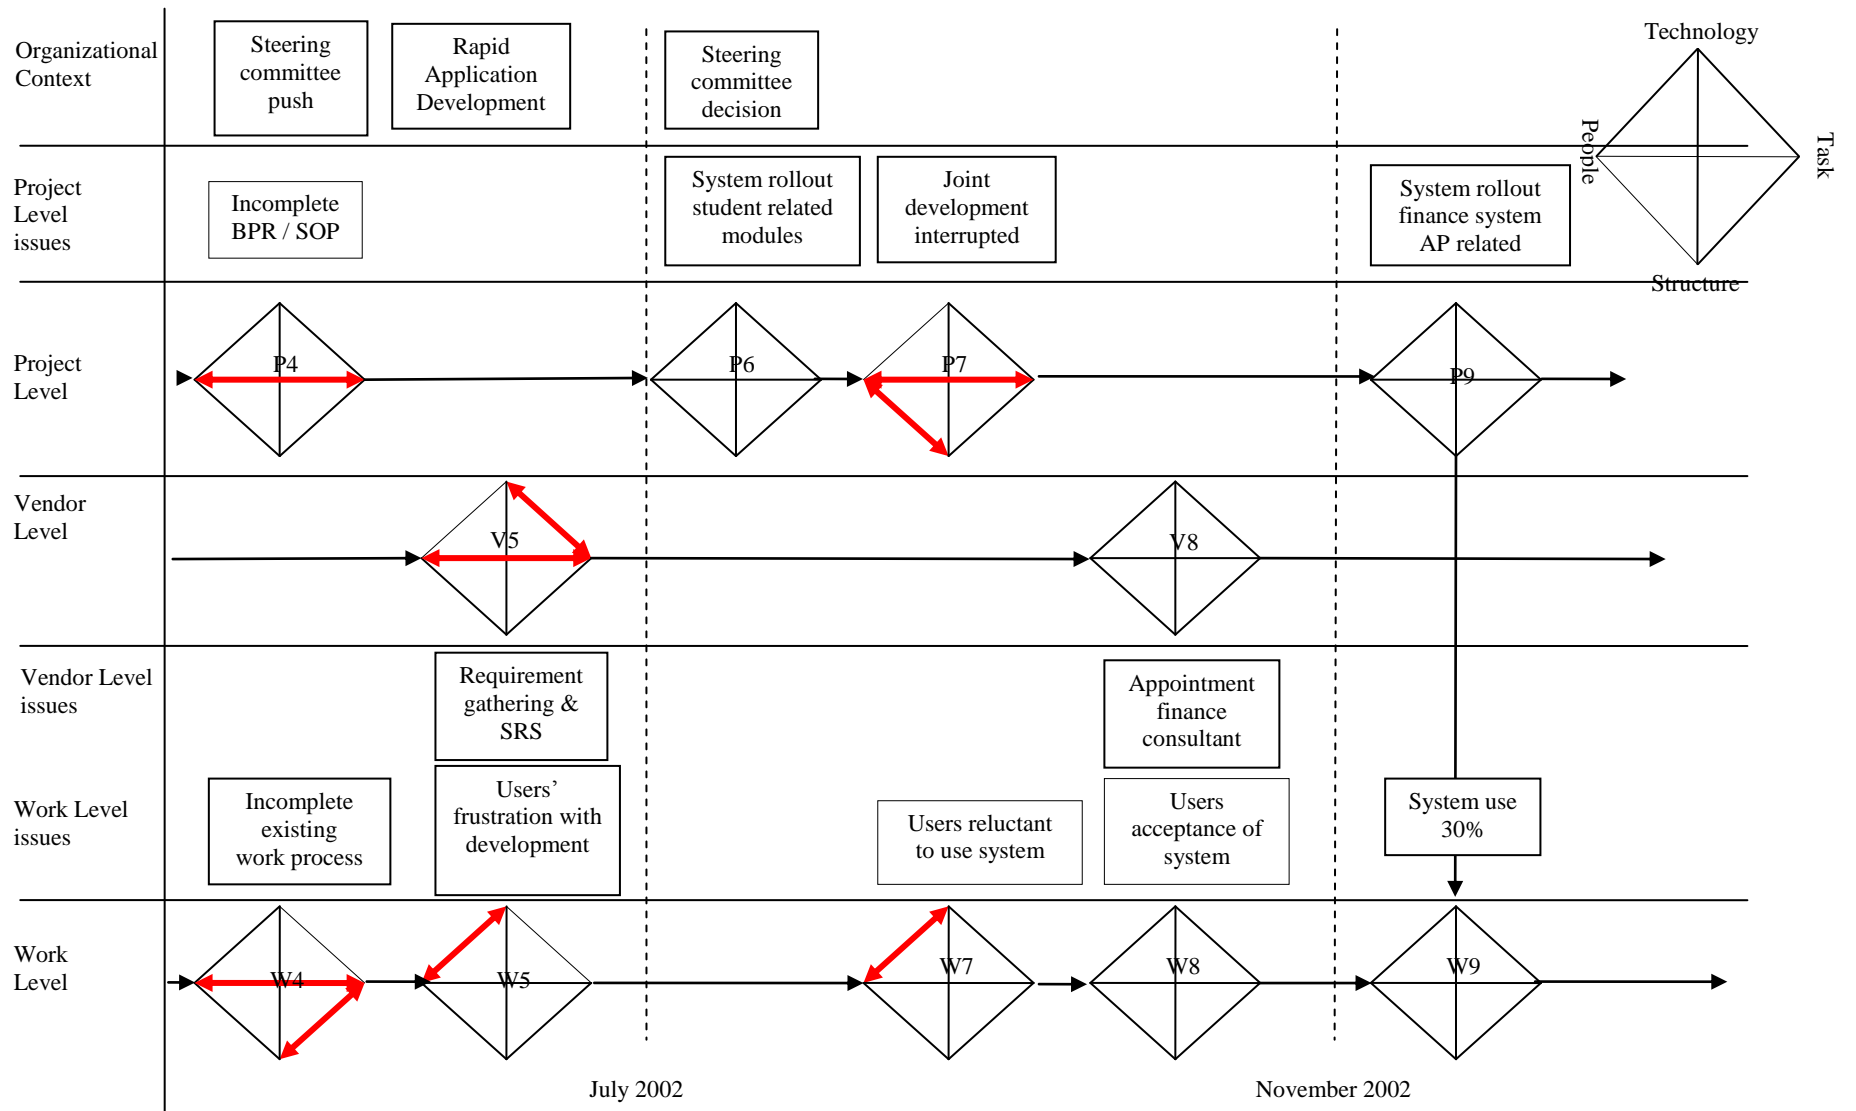 Organizational
Context
Steering
committee
push
Rapid
Application
Development
Steering
committee
decision
Technology
People
Task
Structure
Project
Level
issues
Incomplete
BPR / SOP
System rollout
student related
modules
Joint
development
interrupted
System rollout
finance system
AP related
Project
Level
P4
P6
P7
P9
Vendor
Level
V5
V8
Vendor Level
issues
Requirement
gathering &
SRS
Appointment
finance
consultant
Work Level
issues
Incomplete
existing
work process
Users’
frustration with
development
Users reluctant
to use system
Users
acceptance of
system
System use
30%
Work
Level
W4
W5
W7
W8
W9
July 2002
November 2002